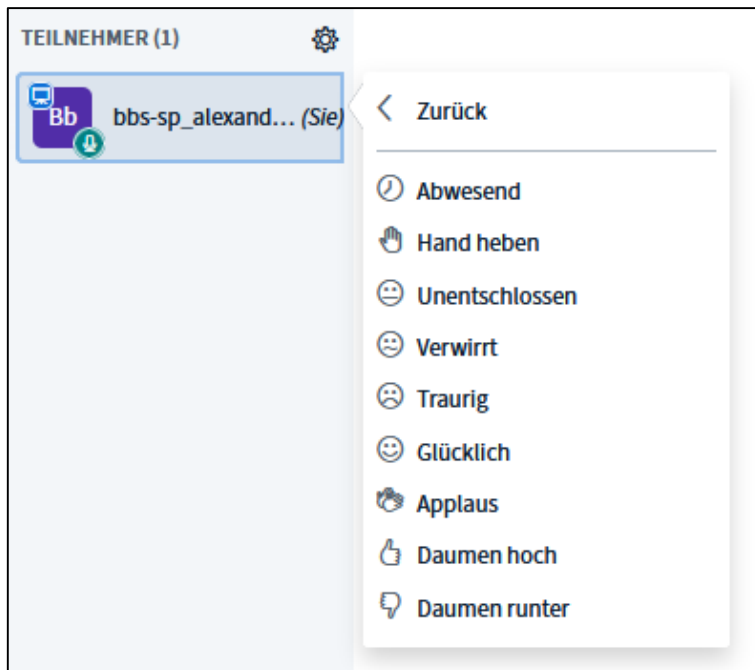 TEILNEHMER (1)
Bb bbs-sp_alexand... (Sie)
Zurück
Abwesend
Hand heben
Unentschlossen
Verwirrt
Traurig
Glücklich
Applaus
Daumen hoch
Daumen runter